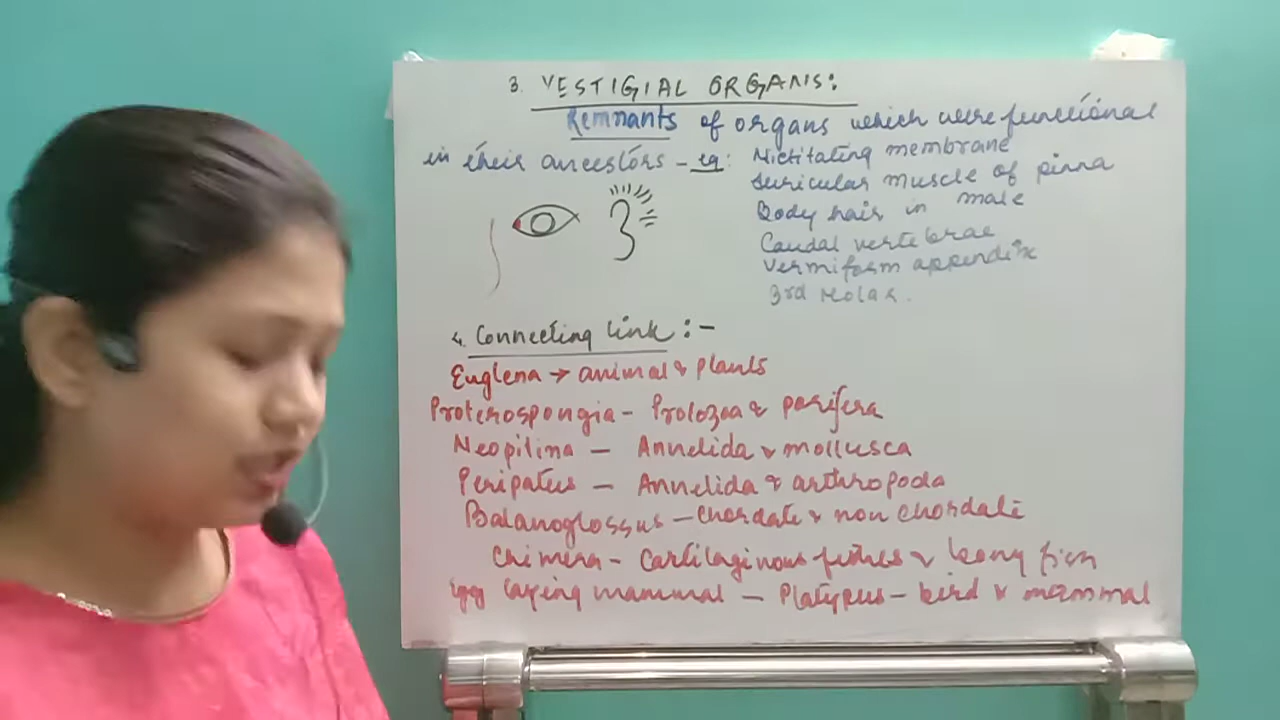 3. VESTIGIAL ORGANS:
Remnants of organs which were functional
in their ancestors - eg: Nictitating membrane
Auricular muscle of pinna
Body hair in male
Caudal vertebrae
Vermiform appendix
3rd Molar.
4. Connecting link :-
Euglena → animal & plants
Proterospongia - Protozoa & porifera
Neopilina - Annelida & mollusca
Peripatus - Annelida & arthropoda
Balanoglossus - chordate & non chordate
Chimera - Cartilaginous fishes & bony fish
Egg laying mammal - Platypus - bird & mammal